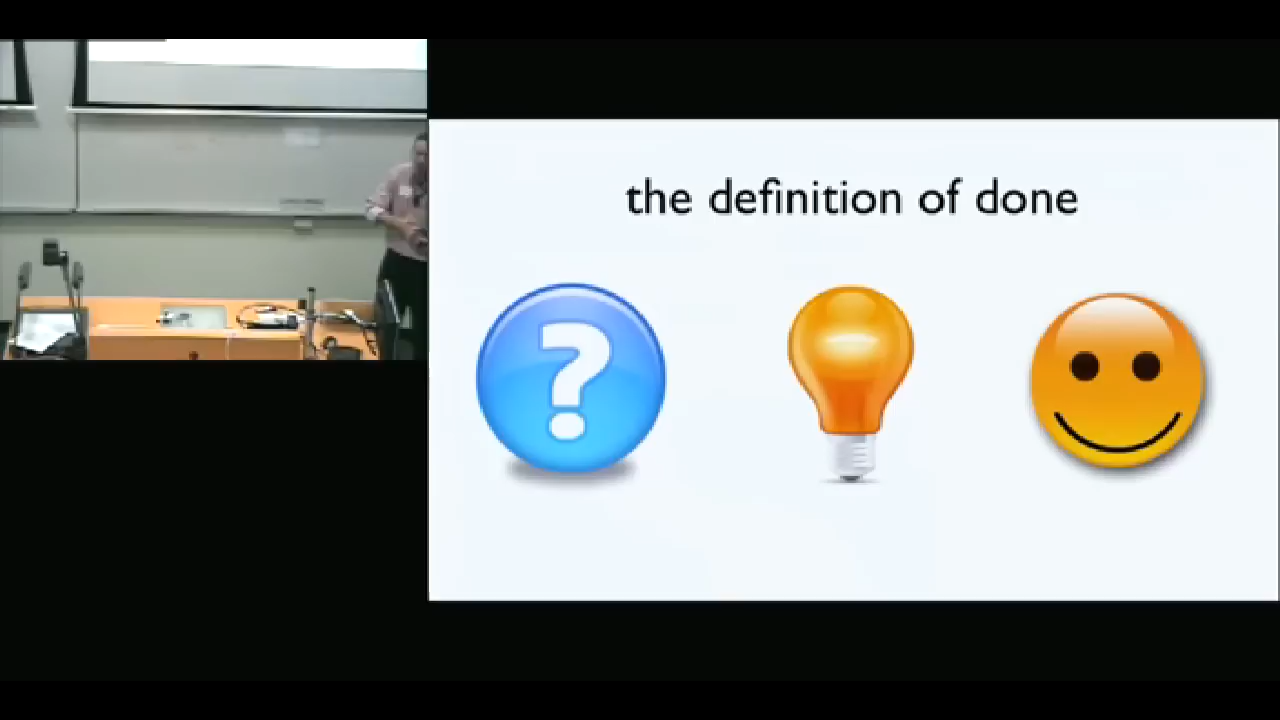 the definition of done
?